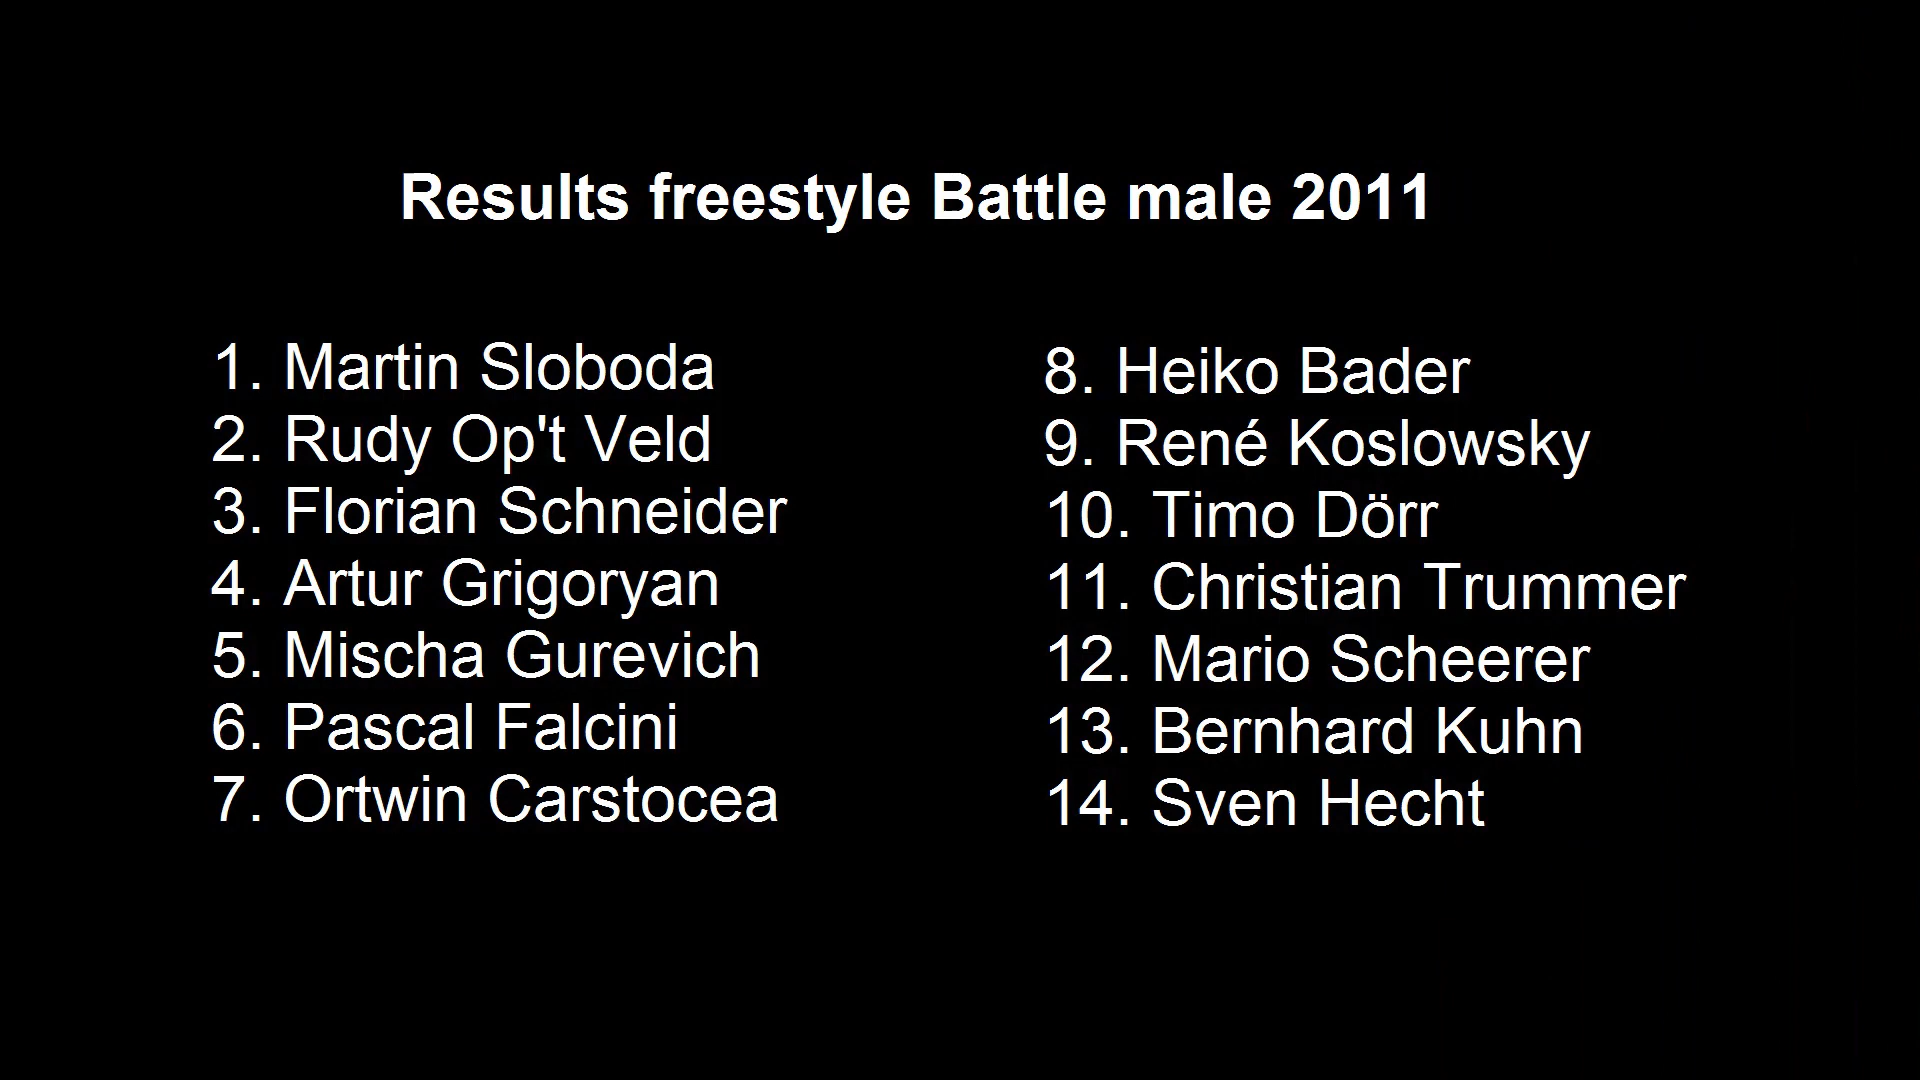 Results freestyle Battle male 2011
1. Martin Sloboda
2. Rudy Op't Veld
3. Florian Schneider
4. Artur Grigoryan
5. Mischa Gurevich
6. Pascal Falcini
7. Ortwin Carstocea
8. Heiko Bader
9. René Koslowsky
10. Timo Dörr
11. Christian Trummer
12. Mario Scheerer
13. Bernhard Kuhn
14. Sven Hecht